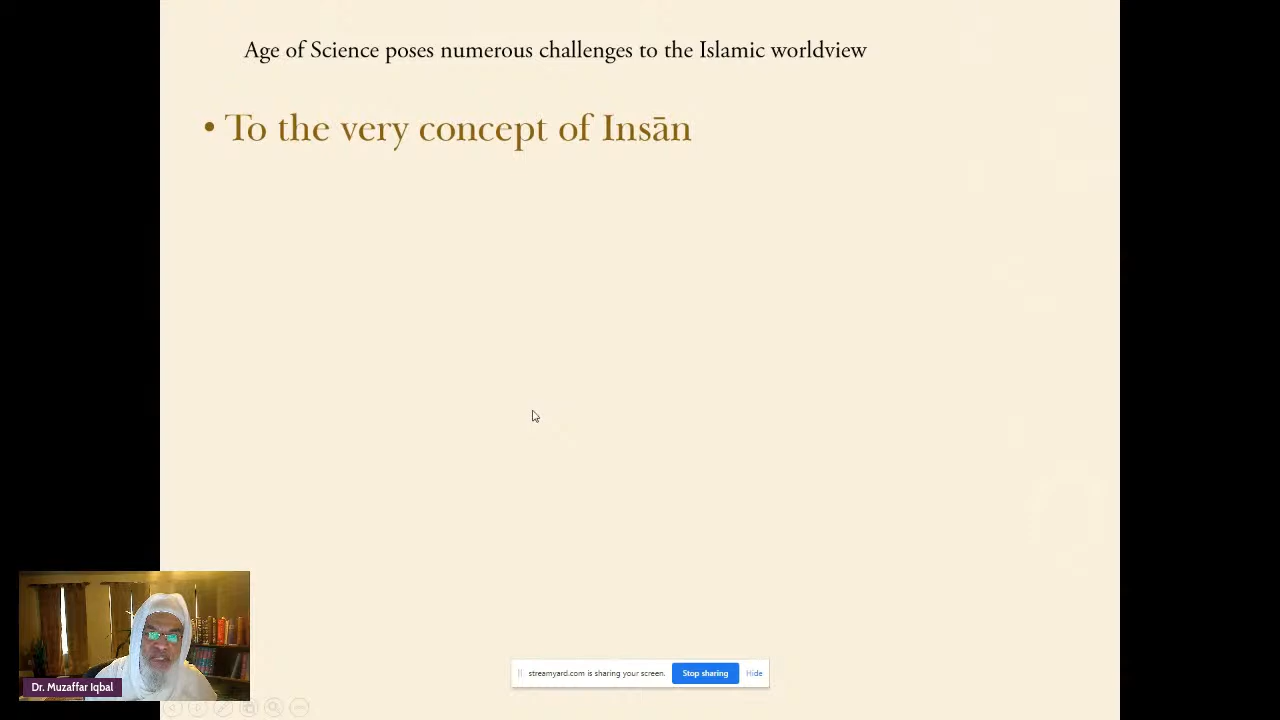 Age of Science poses numerous challenges to the Islamic worldview
• To the very concept of Insān
Dr. Muzaffar Iqbal
streamyard.com is sharing your screen.
Stop sharing
Hide